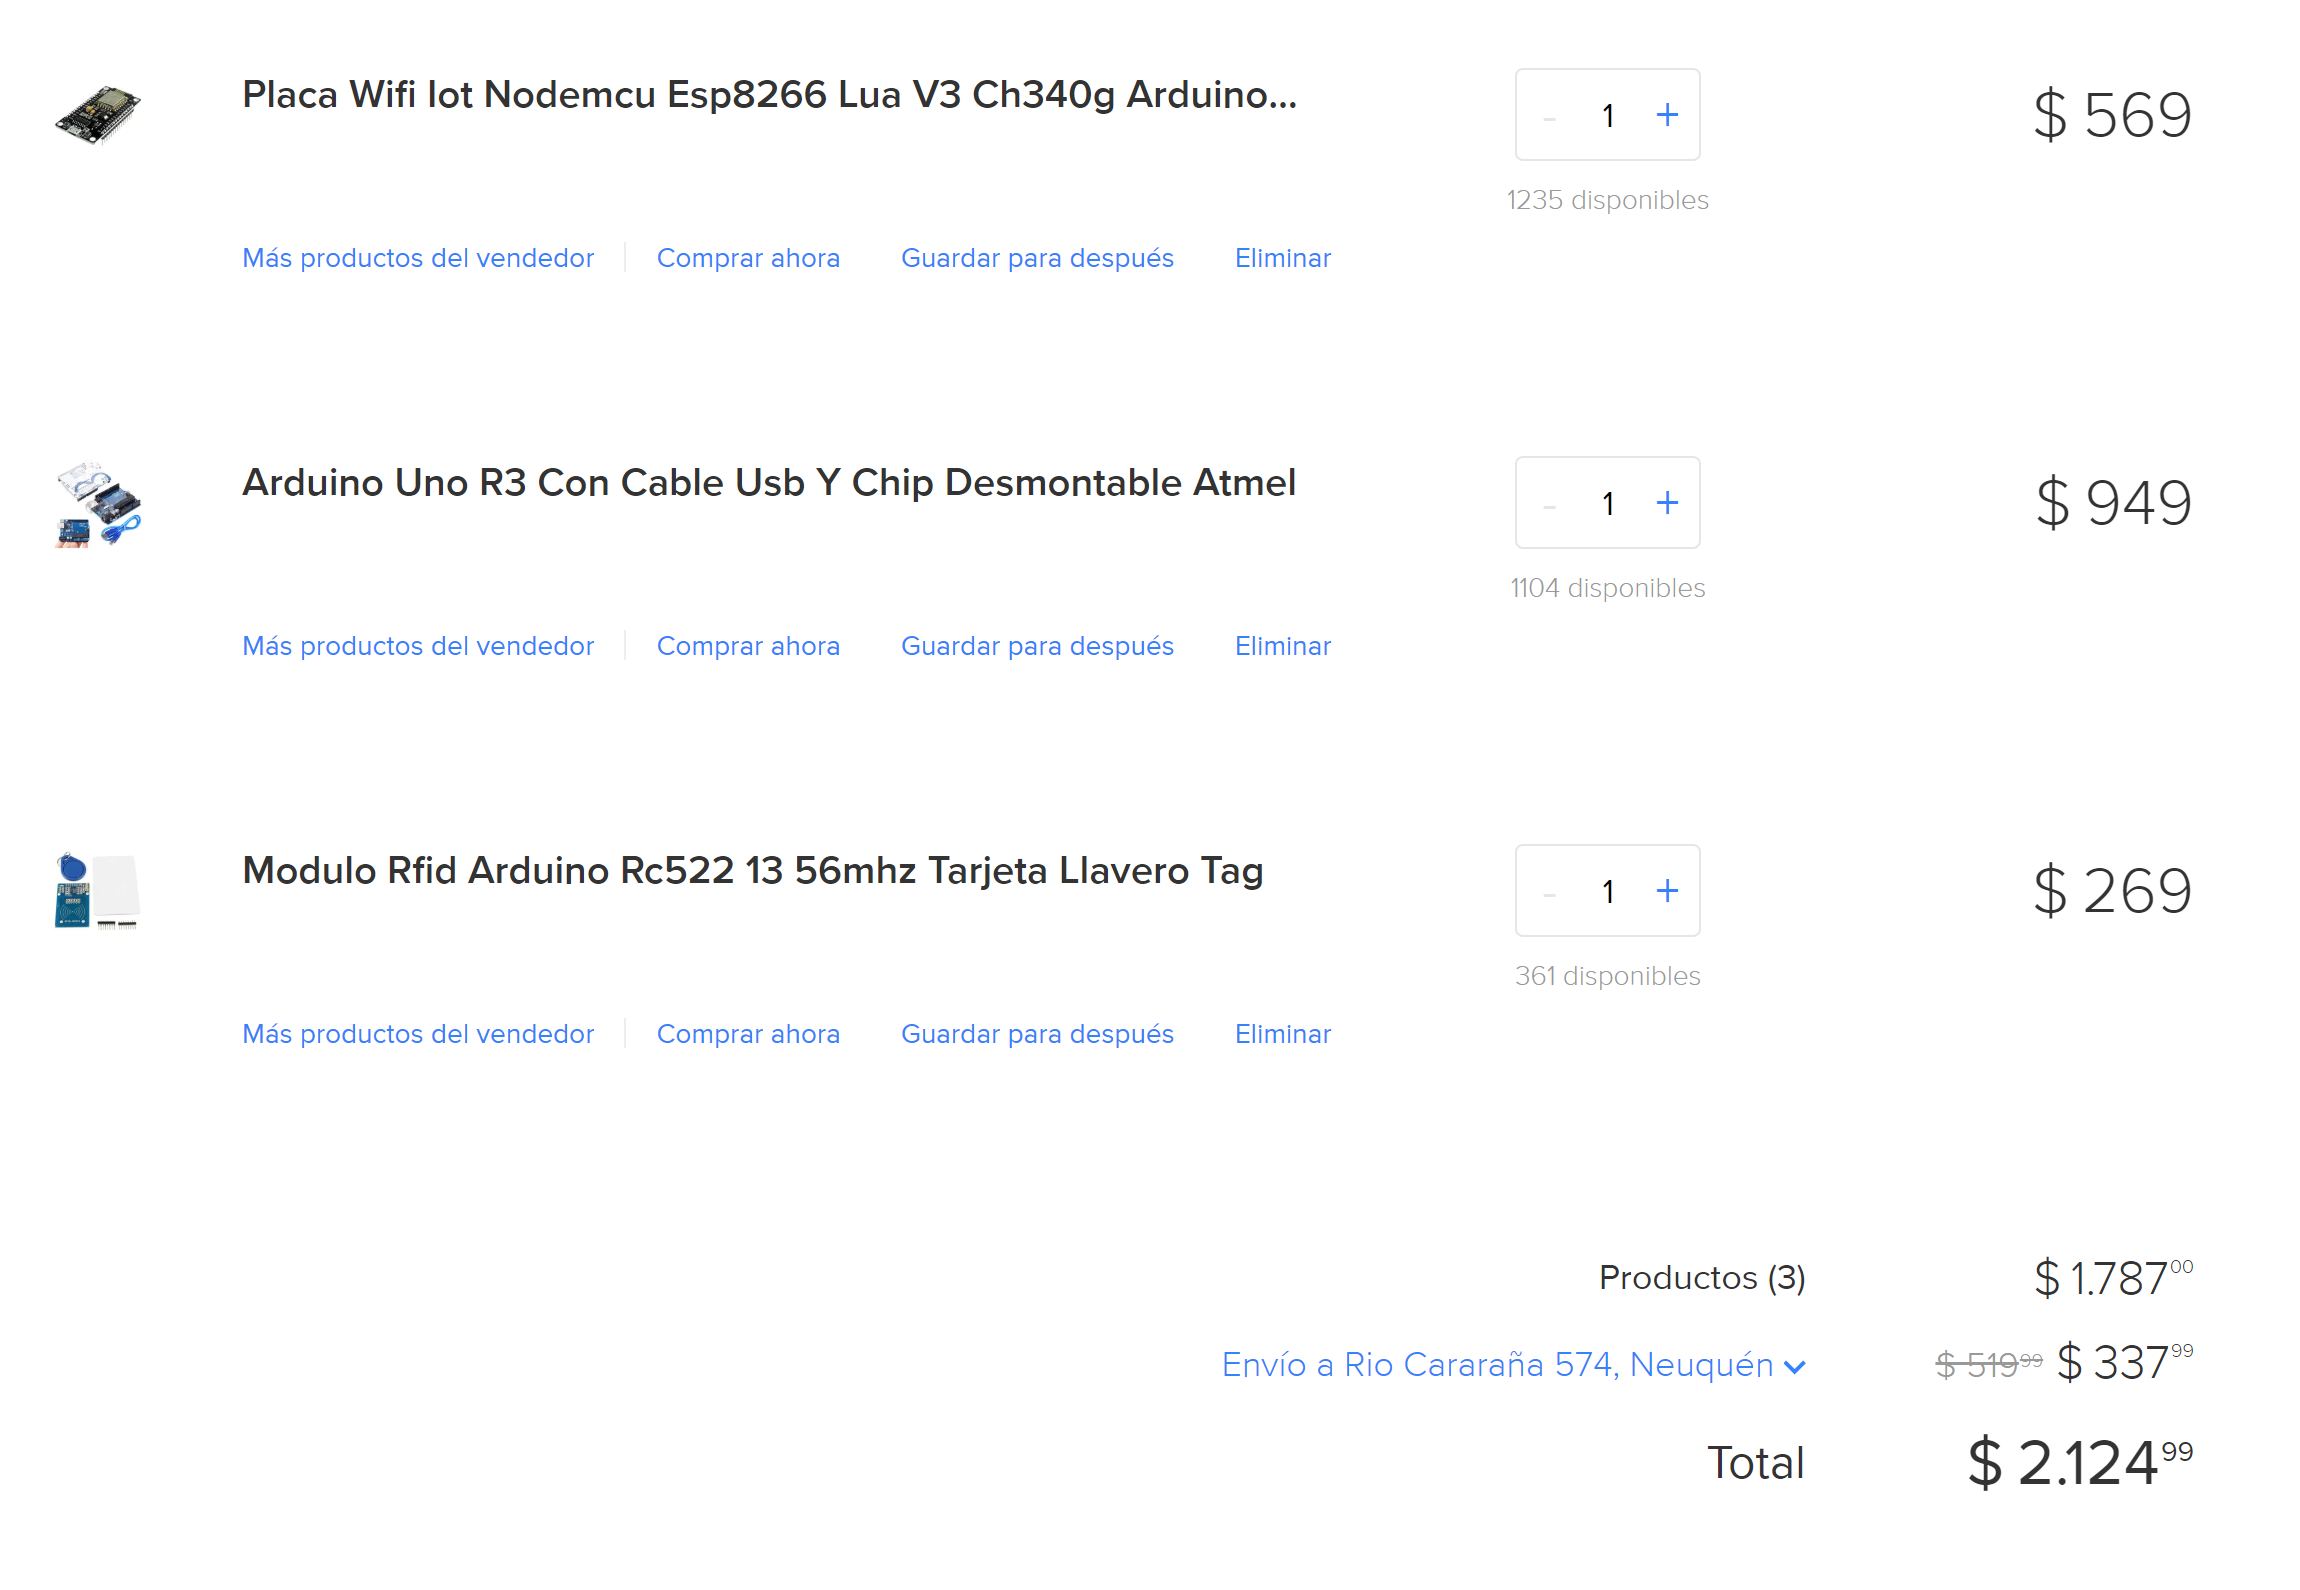 Placa Wifi Iot Nodemcu Esp8266 Lua V3 Ch340g Arduino...
- 1 +
$ 569
1235 disponibles
Más productos del vendedor Comprar ahora Guardar para después Eliminar
Arduino Uno R3 Con Cable Usb Y Chip Desmontable Atmel
- 1 +
$ 949
1104 disponibles
Más productos del vendedor Comprar ahora Guardar para después Eliminar
Modulo Rfid Arduino Rc522 13 56mhz Tarjeta Llavero Tag
- 1 +
$ 269
361 disponibles
Más productos del vendedor Comprar ahora Guardar para después Eliminar
Productos (3) $ 1.787 00
Envío a Rio Cararaña 574, Neuquén $ 519 99 $ 337 99
Total $ 2.124 99